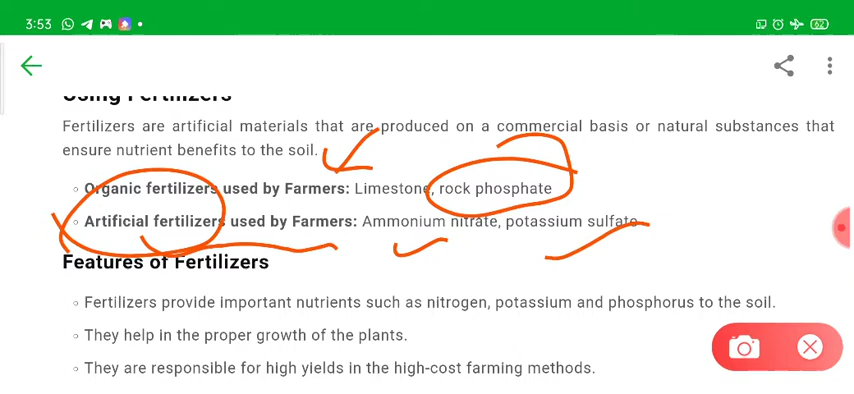 3:53
62
Using Fertilizers
Fertilizers are artificial materials that are produced on a commercial basis or natural substances that
ensure nutrient benefits to the soil.
Organic fertilizers used by Farmers: Limestone, rock phosphate
Artificial fertilizers used by Farmers: Ammonium nitrate, potassium sulfate
Features of Fertilizers
Fertilizers provide important nutrients such as nitrogen, potassium and phosphorus to the soil.
They help in the proper growth of the plants.
They are responsible for high yields in the high-cost farming methods.